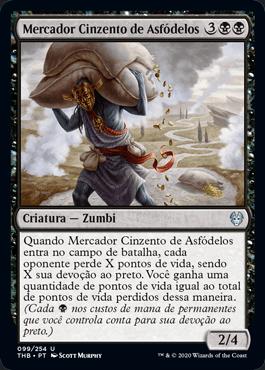 Mercador Cinzento de Asfódelos 3
Criatura — Zumbi
Quando Mercador Cinzento de Asfódelos
entra no campo de batalha, cada
oponente perde X pontos de vida, sendo
X sua devoção ao preto. Você ganha uma
quantidade de pontos de vida igual ao total
de pontos de vida perdidos dessa maneira.
(Cada nos custos de mana de permanentes
que você controla conta para sua devoção ao
preto.)
2/4
099/254 U
THB • PT Scott Murphy
™ & © 2020 Wizards of the Coast